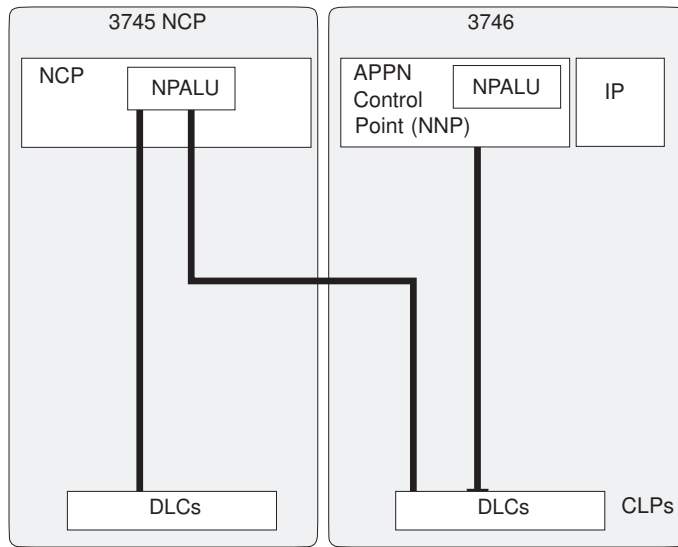 3745 NCP
3746
NCP
NPALU
APPN
Control
Point (NNP)
NPALU
IP
DLCs
DLCs
CLPs